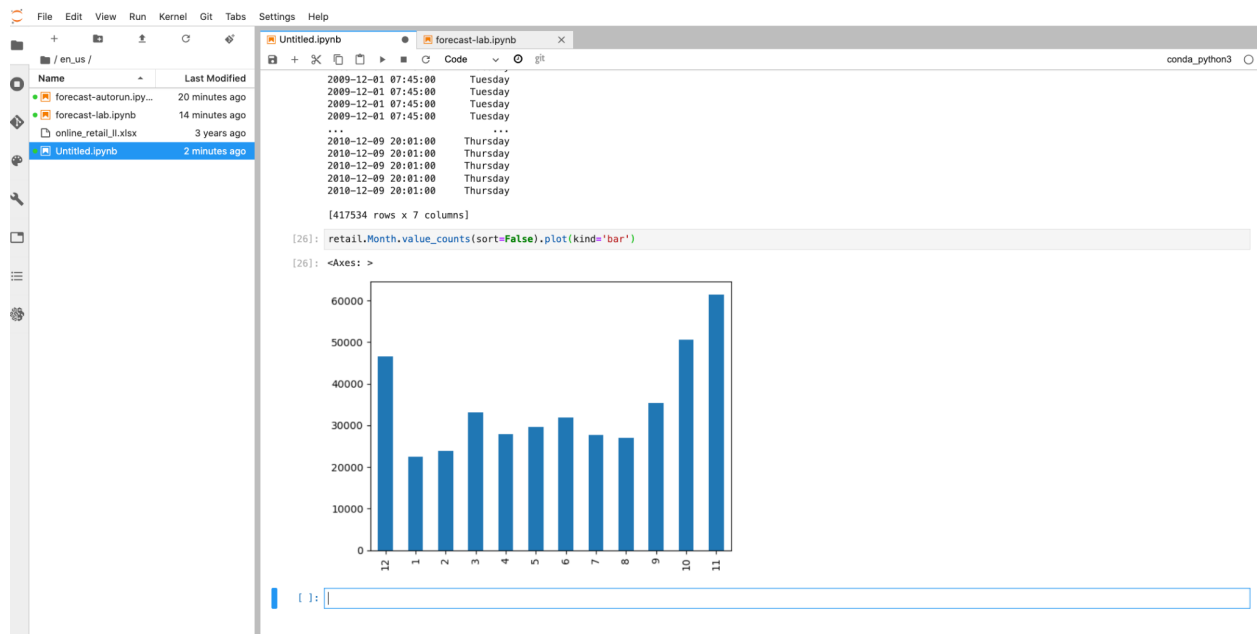 File Edit View Run Kernel Git Tabs Settings Help
/ en_us /
Name Last Modified
forecast-autorun.ipy... 20 minutes ago
forecast-lab.ipynb 14 minutes ago
online_retail_II.xlsx 3 years ago
Untitled.ipynb 2 minutes ago
Untitled.ipynb forecast-lab.ipynb
Code git conda_python3
2009-12-01 07:45:00 Tuesday
2009-12-01 07:45:00 Tuesday
2009-12-01 07:45:00 Tuesday
2009-12-01 07:45:00 Tuesday
... ...
2010-12-09 20:01:00 Thursday
2010-12-09 20:01:00 Thursday
2010-12-09 20:01:00 Thursday
2010-12-09 20:01:00 Thursday
2010-12-09 20:01:00 Thursday
[417534 rows x 7 columns]
[26]: retail.Month.value_counts(sort=False).plot(kind='bar')
[26]: <Axes: >
60000
50000
40000
30000
20000
10000
0
12 1 2 3 4 5 6 7 8 9 10 11
[ ]: